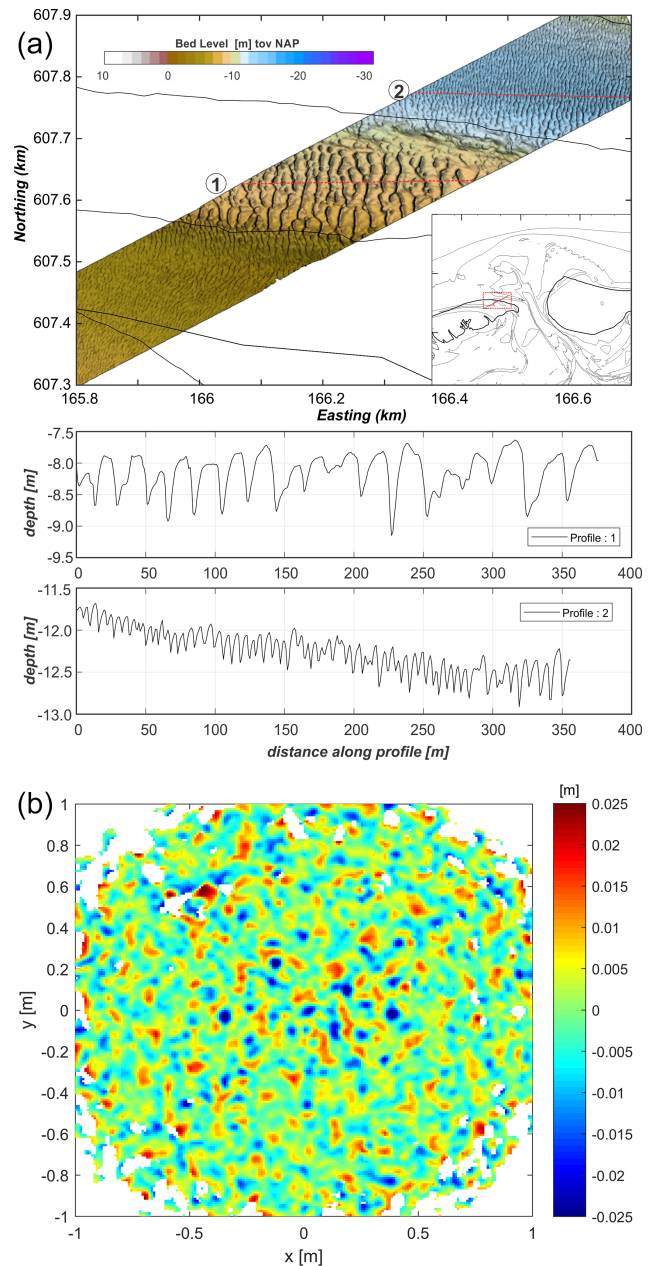 (a)
Bed Level [m] tov NAP
10 0 -10 -20 -30
607.9
607.8
607.7
607.6
607.5
607.4
607.3
Northing (km)
1
2
165.8 166 166.2 166.4 166.6
Easting (km)
-7.5
-8.0
-8.5
-9.0
-9.5
depth [m]
Profile : 1
0 50 100 150 200 250 300 350 400
-11.5
-12.0
-12.5
-13.0
depth [m]
Profile : 2
0 50 100 150 200 250 300 350 400
distance along profile [m]
(b)
[m]
1
0.8
0.6
0.4
0.2
0
-0.2
-0.4
-0.6
-0.8
-1
y [m]
-1 -0.5 0 0.5 1
x [m]
0.025
0.020
0.015
0.010
0.005
0
-0.005
-0.010
-0.015
-0.020
-0.025